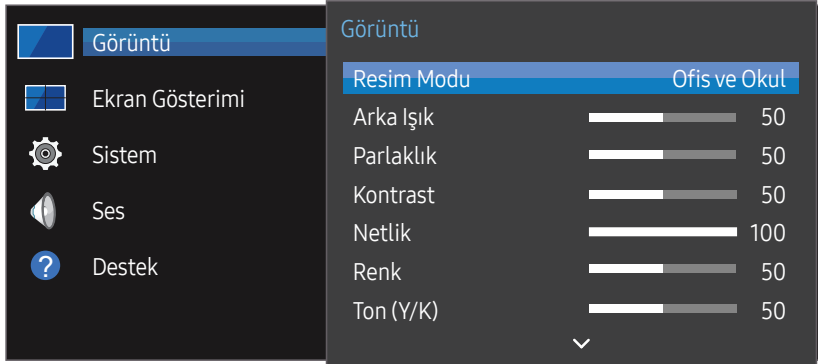 Görüntü
Ekran Gösterimi
Sistem
Ses
Destek
Görüntü
Resim Modu Ofis ve Okul
Arka Işık 50
Parlaklık 50
Kontrast 50
Netlik 100
Renk 50
Ton (Y/K) 50